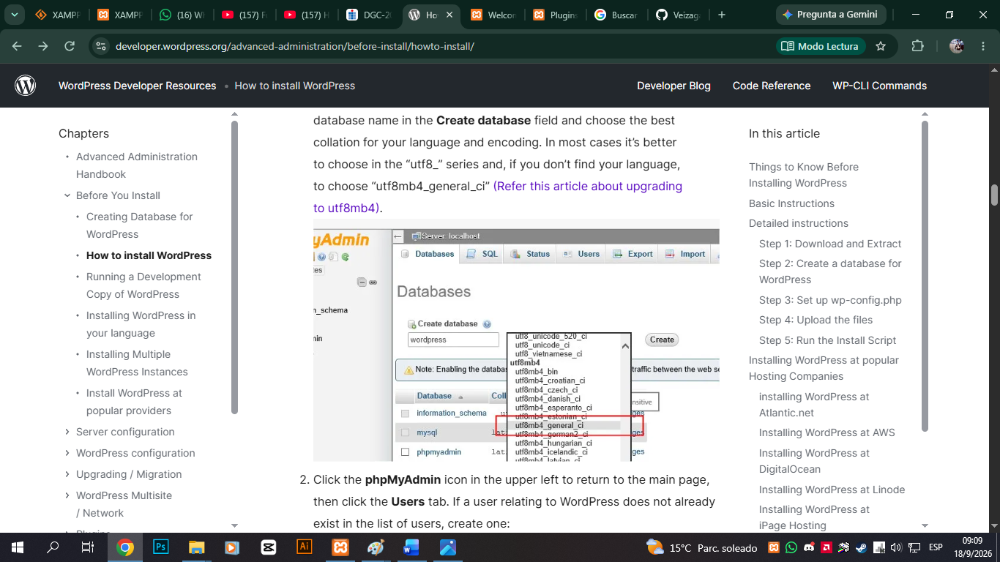 XAMPP
XAMPP
(16) W
(157) F
(157) H
DGC-20
Ho
Welcom
Plugins
Buscar
Veizaga
Pregunta a Gemini
developer.wordpress.org/advanced-administration/before-install/howto-install/
Modo Lectura
WordPress Developer Resources • How to install WordPress
Developer Blog
Code Reference
WP-CLI Commands
Chapters
Advanced Administration
Handbook
Before You Install
Creating Database for
WordPress
How to install WordPress
Running a Development
Copy of WordPress
Installing WordPress in
your language
Installing Multiple
WordPress Instances
Install WordPress at
popular providers
Server configuration
WordPress configuration
Upgrading / Migration
WordPress Multisite
/ Network
Plugins
database name in the Create database field and choose the best
collation for your language and encoding. In most cases it’s better
to choose in the “utf8_” series and, if you don’t find your language,
to choose “utf8mb4_general_ci” (Refer this article about upgrading
to utf8mb4).
MyAdmin
Server: localhost
Databases
SQL
Status
Users
Export
Import
es
n_schema
in
Databases
Create database
wordpress
Create
utf8_unicode_520_ci
utf8_unicode_ci
utf8_vietnamese_ci
utf8mb4
utf8mb4_bin
utf8mb4_croatian_ci
utf8mb4_czech_ci
utf8mb4_danish_ci
utf8mb4_esperanto_ci
utf8mb4_estonian_ci
utf8mb4_general_ci
utf8mb4_german2_ci
utf8mb4_hungarian_ci
utf8mb4_icelandic_ci
utf8mb4_latvian_ci
Note: Enabling the databas
traffic between the web se
Database
Coll
nsitive
information_schema
ges
mysql
lat
ges
phpmyadmin
lat
ges
2. Click the phpMyAdmin icon in the upper left to return to the main page,
then click the Users tab. If a user relating to WordPress does not already
exist in the list of users, create one:
In this article
Things to Know Before
Installing WordPress
Basic Instructions
Detailed instructions
Step 1: Download and Extract
Step 2: Create a database for
WordPress
Step 3: Set up wp-config.php
Step 4: Upload the files
Step 5: Run the Install Script
Installing WordPress at popular
Hosting Companies
installing WordPress at
Atlantic.net
Installing WordPress at AWS
Installing WordPress at
DigitalOcean
Installing WordPress at Linode
Installing WordPress at
iPage Hosting
Ps
Ai
15°C Parc. soleado
ESP
09:09
18/9/2026